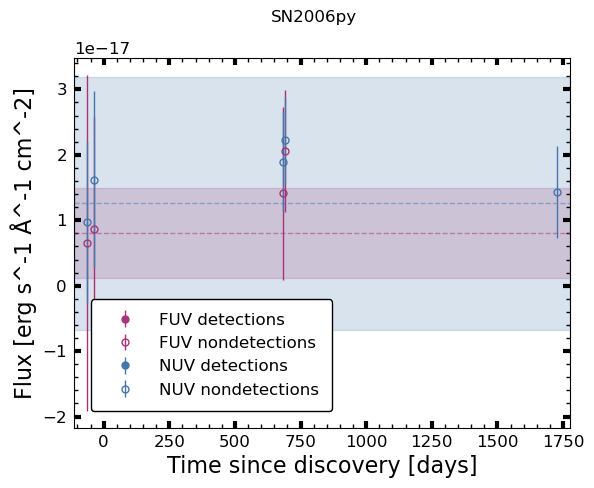 SN2006py
1e−17
Flux [erg s^-1 Å^-1 cm^-2]
3
2
1
0
−1
−2
FUV detections
FUV nondetections
NUV detections
NUV nondetections
0 250 500 750 1000 1250 1500 1750
Time since discovery [days]